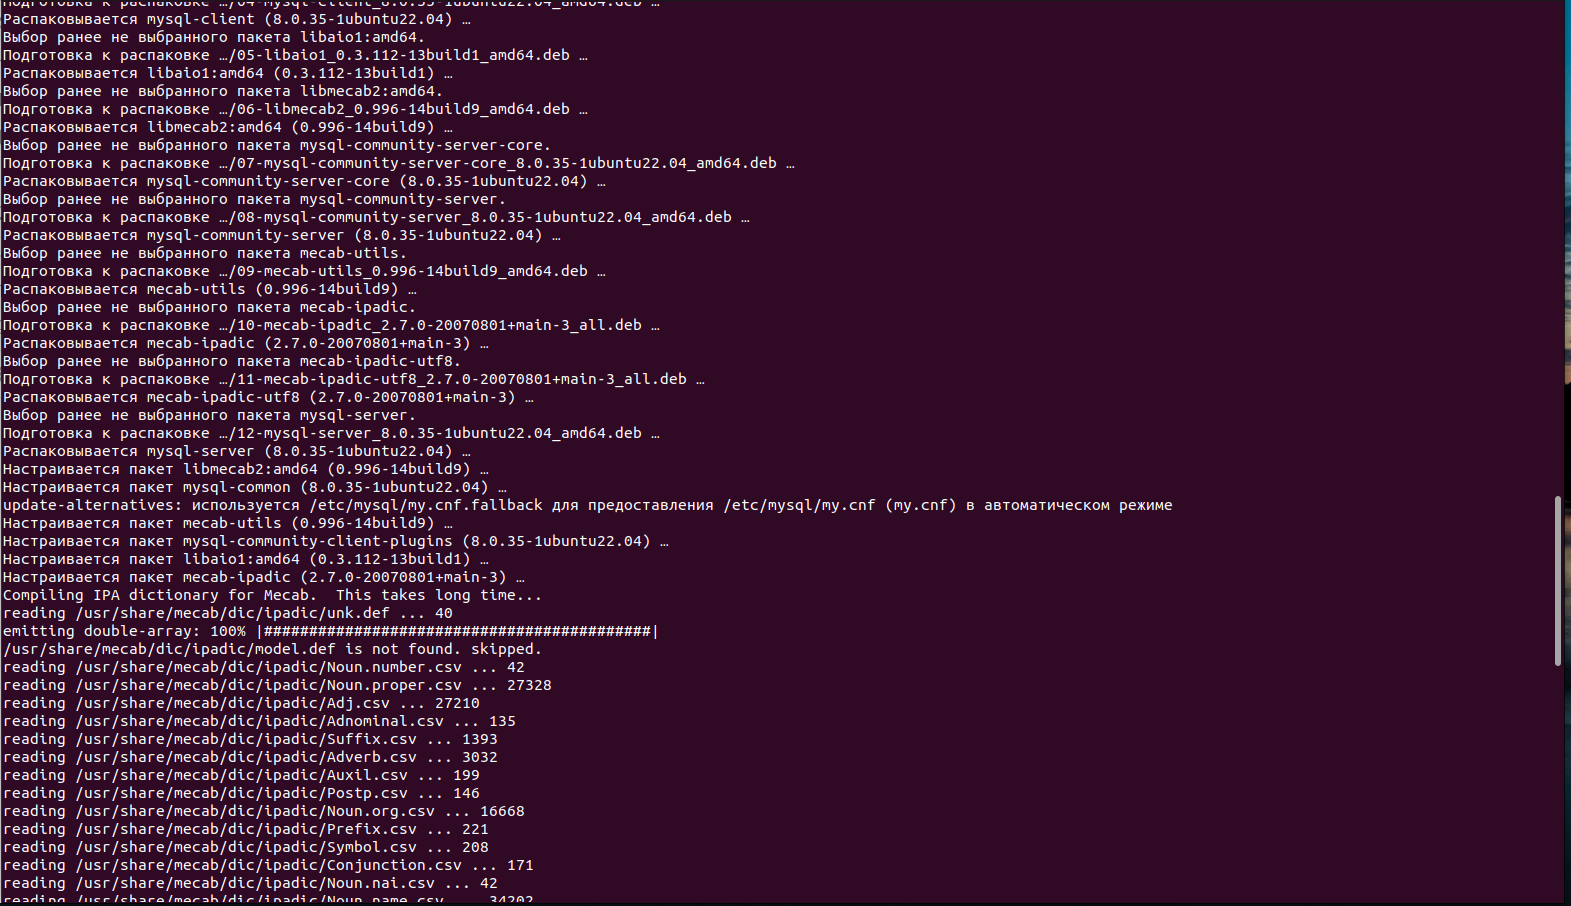 Подготовка к распаковке …/04-mysql-client_8.0.35-1ubuntu22.04_amd64.deb …
Распаковывается mysql-client (8.0.35-1ubuntu22.04) …
Выбор ранее не выбранного пакета libaio1:amd64.
Подготовка к распаковке …/05-libaio1_0.3.112-13build1_amd64.deb …
Распаковывается libaio1:amd64 (0.3.112-13build1) …
Выбор ранее не выбранного пакета libmecab2:amd64.
Подготовка к распаковке …/06-libmecab2_0.996-14build9_amd64.deb …
Распаковывается libmecab2:amd64 (0.996-14build9) …
Выбор ранее не выбранного пакета mysql-community-server-core.
Подготовка к распаковке …/07-mysql-community-server-core_8.0.35-1ubuntu22.04_amd64.deb …
Распаковывается mysql-community-server-core (8.0.35-1ubuntu22.04) …
Выбор ранее не выбранного пакета mysql-community-server.
Подготовка к распаковке …/08-mysql-community-server_8.0.35-1ubuntu22.04_amd64.deb …
Распаковывается mysql-community-server (8.0.35-1ubuntu22.04) …
Выбор ранее не выбранного пакета mecab-utils.
Подготовка к распаковке …/09-mecab-utils_0.996-14build9_amd64.deb …
Распаковывается mecab-utils (0.996-14build9) …
Выбор ранее не выбранного пакета mecab-ipadic.
Подготовка к распаковке …/10-mecab-ipadic_2.7.0-20070801+main-3_all.deb …
Распаковывается mecab-ipadic (2.7.0-20070801+main-3) …
Выбор ранее не выбранного пакета mecab-ipadic-utf8.
Подготовка к распаковке …/11-mecab-ipadic-utf8_2.7.0-20070801+main-3_all.deb …
Распаковывается mecab-ipadic-utf8 (2.7.0-20070801+main-3) …
Выбор ранее не выбранного пакета mysql-server.
Подготовка к распаковке …/12-mysql-server_8.0.35-1ubuntu22.04_amd64.deb …
Распаковывается mysql-server (8.0.35-1ubuntu22.04) …
Настраивается пакет libmecab2:amd64 (0.996-14build9) …
Настраивается пакет mysql-common (8.0.35-1ubuntu22.04) …
update-alternatives: используется /etc/mysql/my.cnf.fallback для предоставления /etc/mysql/my.cnf (my.cnf) в автоматическом режиме
Настраивается пакет mecab-utils (0.996-14build9) …
Настраивается пакет mysql-community-client-plugins (8.0.35-1ubuntu22.04) …
Настраивается пакет libaio1:amd64 (0.3.112-13build1) …
Настраивается пакет mecab-ipadic (2.7.0-20070801+main-3) …
Compiling IPA dictionary for Mecab.  This takes long time...
reading /usr/share/mecab/dic/ipadic/unk.def ... 40
emitting double-array: 100% |###########################################|
/usr/share/mecab/dic/ipadic/model.def is not found. skipped.
reading /usr/share/mecab/dic/ipadic/Noun.number.csv ... 42
reading /usr/share/mecab/dic/ipadic/Noun.proper.csv ... 27328
reading /usr/share/mecab/dic/ipadic/Adj.csv ... 27210
reading /usr/share/mecab/dic/ipadic/Adnominal.csv ... 135
reading /usr/share/mecab/dic/ipadic/Suffix.csv ... 1393
reading /usr/share/mecab/dic/ipadic/Adverb.csv ... 3032
reading /usr/share/mecab/dic/ipadic/Auxil.csv ... 199
reading /usr/share/mecab/dic/ipadic/Postp.csv ... 146
reading /usr/share/mecab/dic/ipadic/Noun.org.csv ... 16668
reading /usr/share/mecab/dic/ipadic/Prefix.csv ... 221
reading /usr/share/mecab/dic/ipadic/Symbol.csv ... 208
reading /usr/share/mecab/dic/ipadic/Conjunction.csv ... 171
reading /usr/share/mecab/dic/ipadic/Noun.nai.csv ... 42
reading /usr/share/mecab/dic/ipadic/Noun.name.csv ... 34202